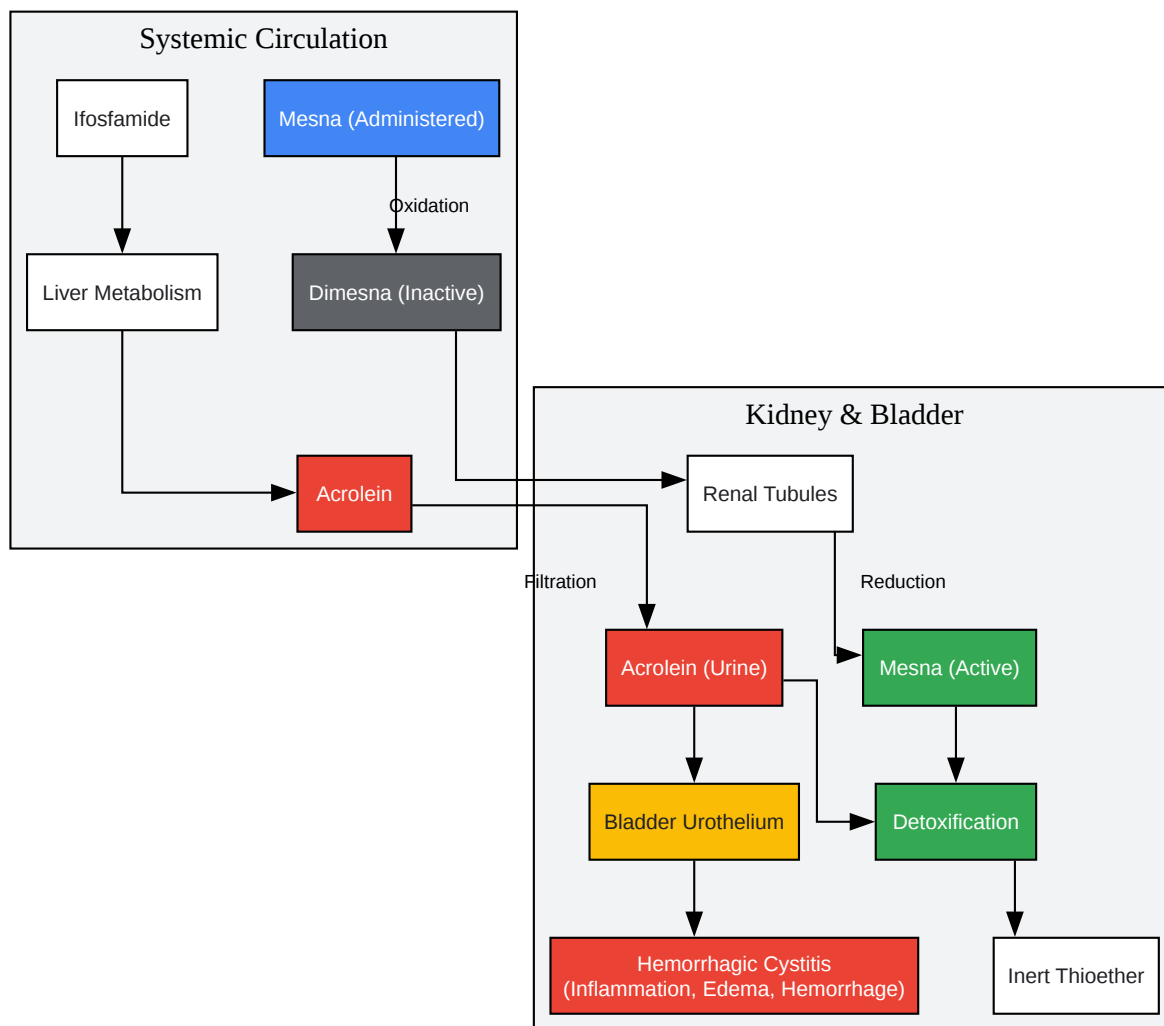 Systemic Circulation
Ifosfamide
Mesna (Administered)
Oxidation
Liver Metabolism
Dimesna (Inactive)
Acrolein
Kidney & Bladder
Renal Tubules
Filtration
Reduction
Acrolein (Urine)
Mesna (Active)
Bladder Urothelium
Detoxification
Hemorrhagic Cystitis
(Inflammation, Edema, Hemorrhage)
Inert Thioether